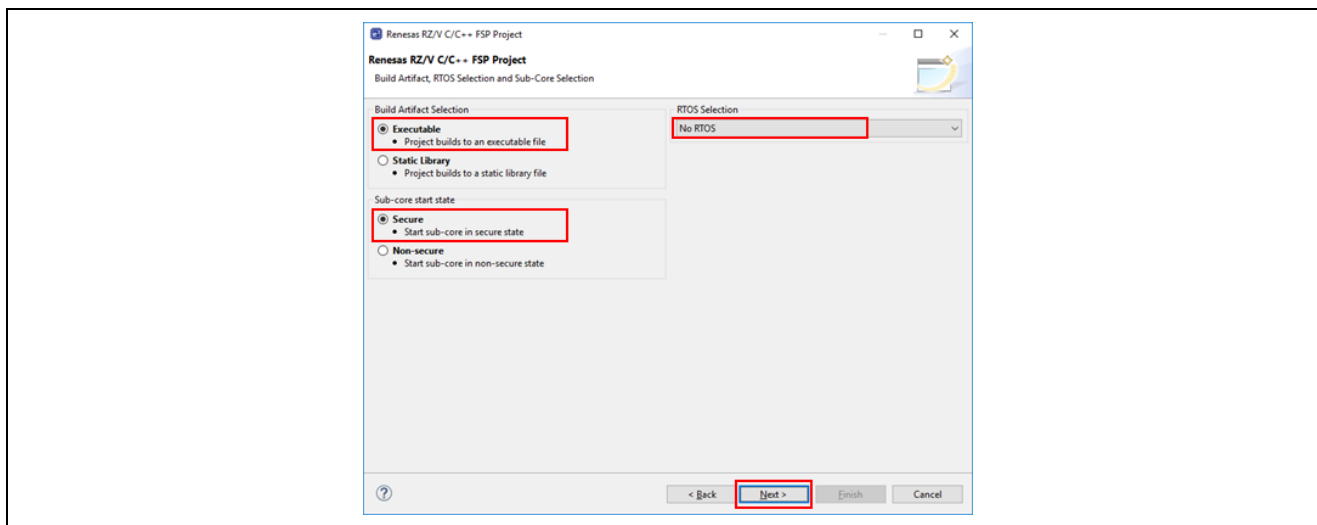 Renesas RZ/V C/C++ FSP Project
Renesas RZ/V C/C++ FSP Project
Build Artifact, RTOS Selection and Sub-Core Selection
Build Artifact Selection
Executable
• Project builds to an executable file
Static Library
• Project builds to a static library file
Sub-core start state
Secure
• Start sub-core in secure state
Non-secure
• Start sub-core in non-secure state
RTOS Selection
No RTOS
?
< Back
Next >
Finish
Cancel